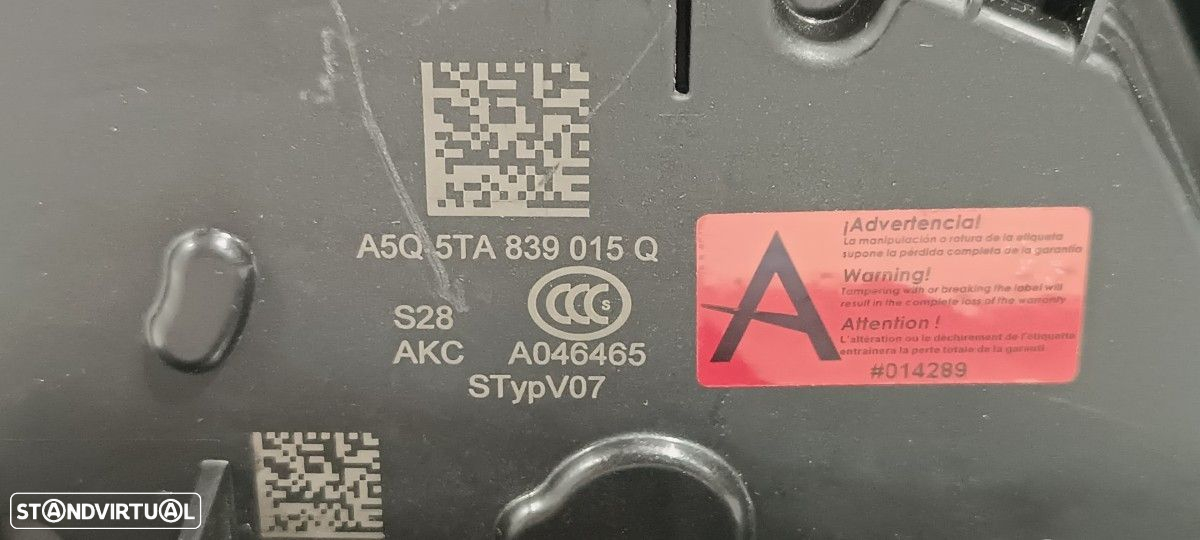 A5Q 5TA 839 015 Q
S28
CCC S
AKC A046465
STypV07
A
¡Advertencia!
La manipulación o rotura de la etiqueta
supone la pérdida completa de la garantía
Warning!
Tampering with or breaking the label will
result in the complete loss of the warranty
Attention !
L'altération ou le déchirement de l'étiquette
entraînera la perte totale de la garanti
#014289
STANDVIRTUAL